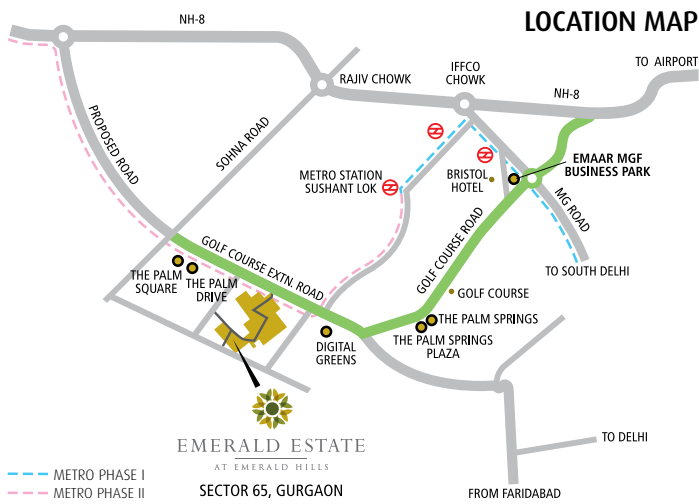 LOCATION MAP
NH-8
IFFCO
CHOWK
TO AIRPORT
RAJIV CHOWK
NH-8
PROPOSED ROAD
SOHNA ROAD
METRO STATION
SUSHANT LOK
BRISTOL
HOTEL
EMAAR MGF
BUSINESS PARK
MG ROAD
GOLF COURSE ROAD
TO SOUTH DELHI
GOLF COURSE EXTN. ROAD
THE PALM
SQUARE
THE PALM
DRIVE
GOLF COURSE
THE PALM SPRINGS
THE PALM SPRINGS
PLAZA
DIGITAL
GREENS
EMERALD ESTATE
AT EMERALD HILLS
SECTOR 65, GURGAON
TO DELHI
FROM FARIDABAD
METRO PHASE I
METRO PHASE II